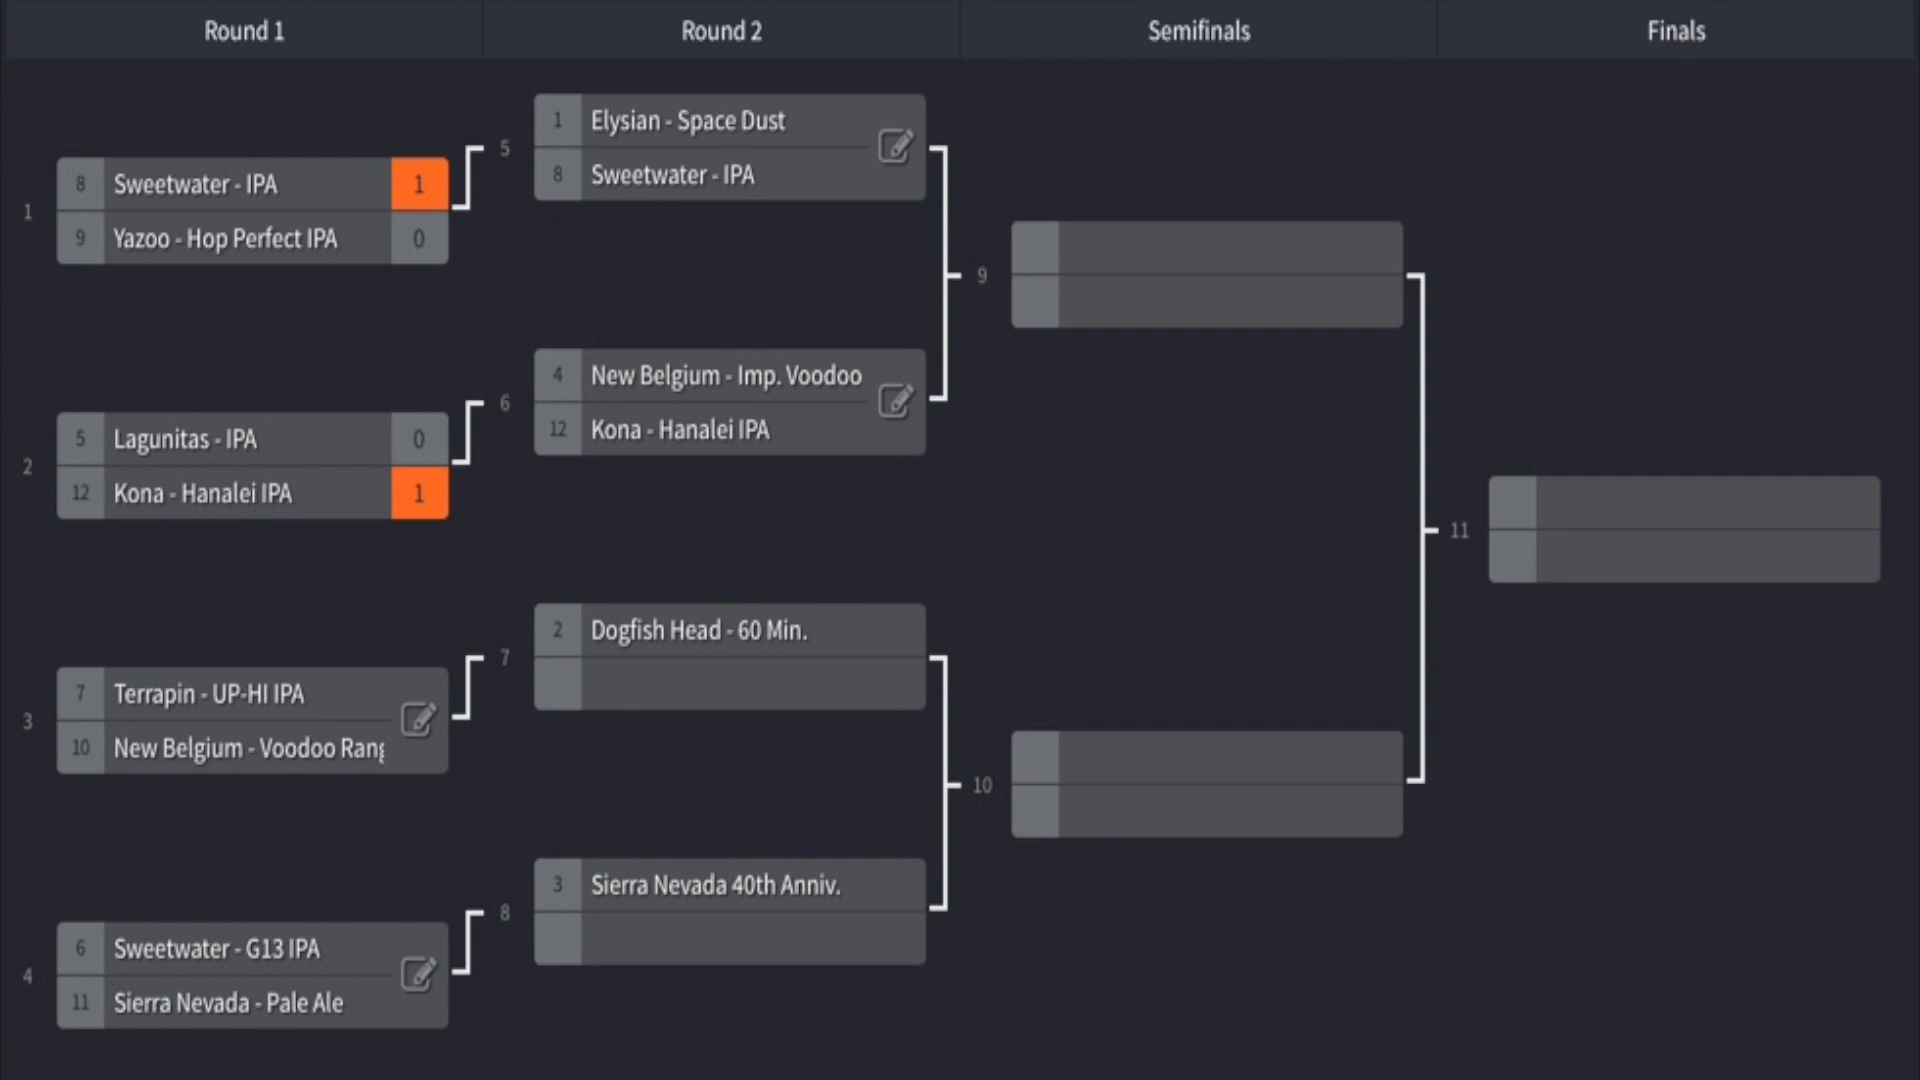 Round 1
Round 2
Semifinals
Finals
1
8 Sweetwater - IPA 1
9 Yazoo - Hop Perfect IPA 0
2
5 Lagunitas - IPA 0
12 Kona - Hanalei IPA 1
3
7 Terrapin - UP-HI IPA
10 New Belgium - Voodoo Rang
4
6 Sweetwater - G13 IPA
11 Sierra Nevada - Pale Ale
5
1 Elysian - Space Dust
8 Sweetwater - IPA
6
4 New Belgium - Imp. Voodoo
12 Kona - Hanalei IPA
7
2 Dogfish Head - 60 Min.
8
3 Sierra Nevada 40th Anniv.
9
10
11